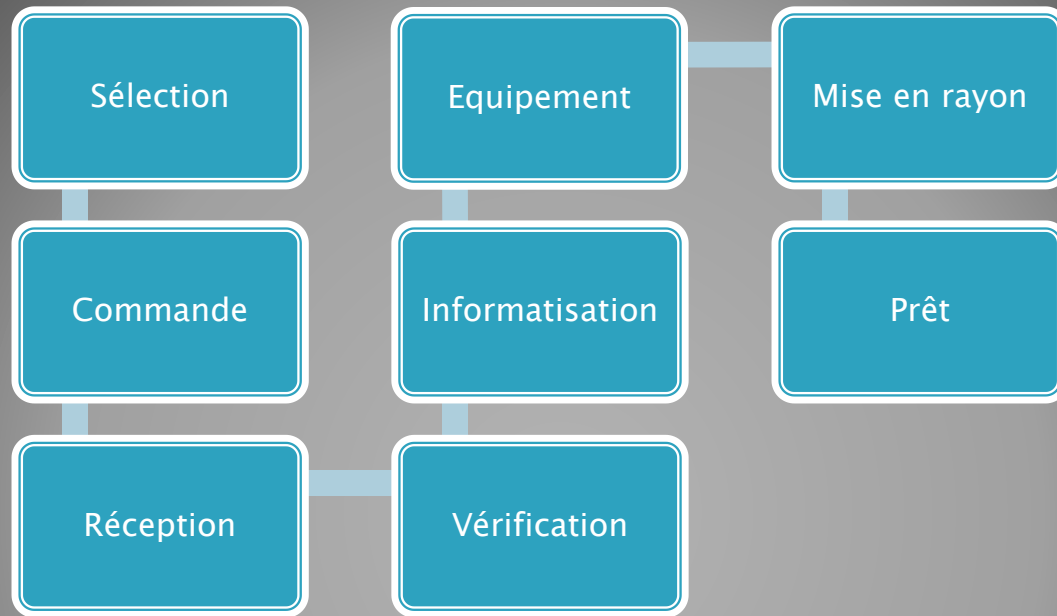 Sélection
Commande
Réception
Vérification
Informatisation
Equipement
Mise en rayon
Prêt